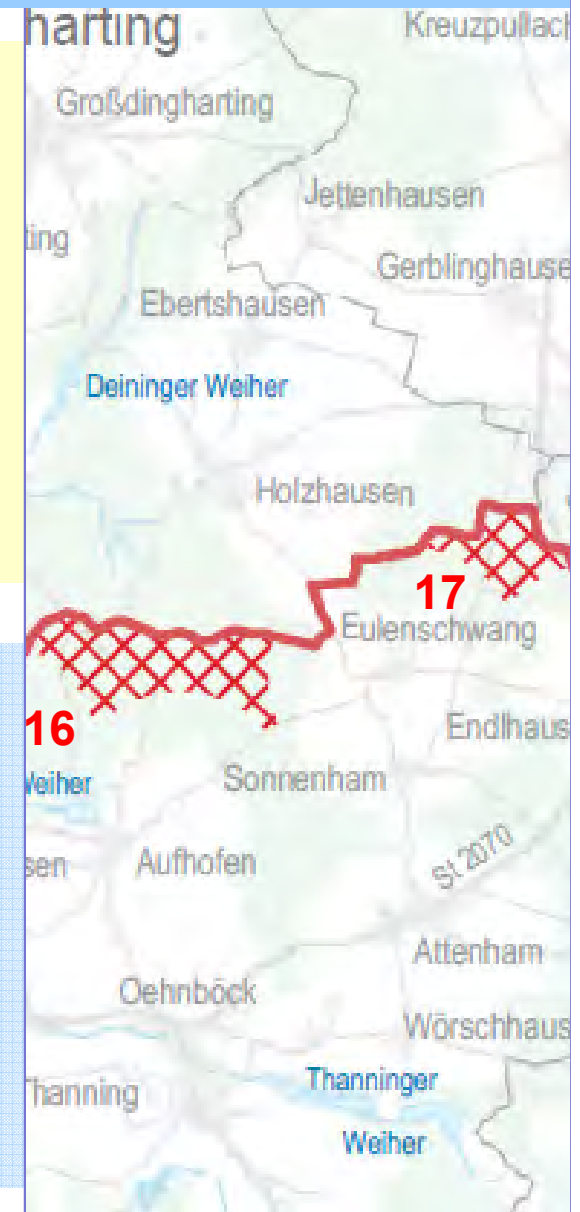 harting
Kreuzpullach
Großdingharting
Jettenhausen
ting
Gerblinghause
Ebertshausen
Deininger Weiher
Holzhausen
17
Eulenschwang
16
Endlhaus
Weiher
Sonnenham
sen
Aufhofen
St 2070
Attenham
Oehnböck
Wörschhaus
Thanninger
Thanning
Weiher